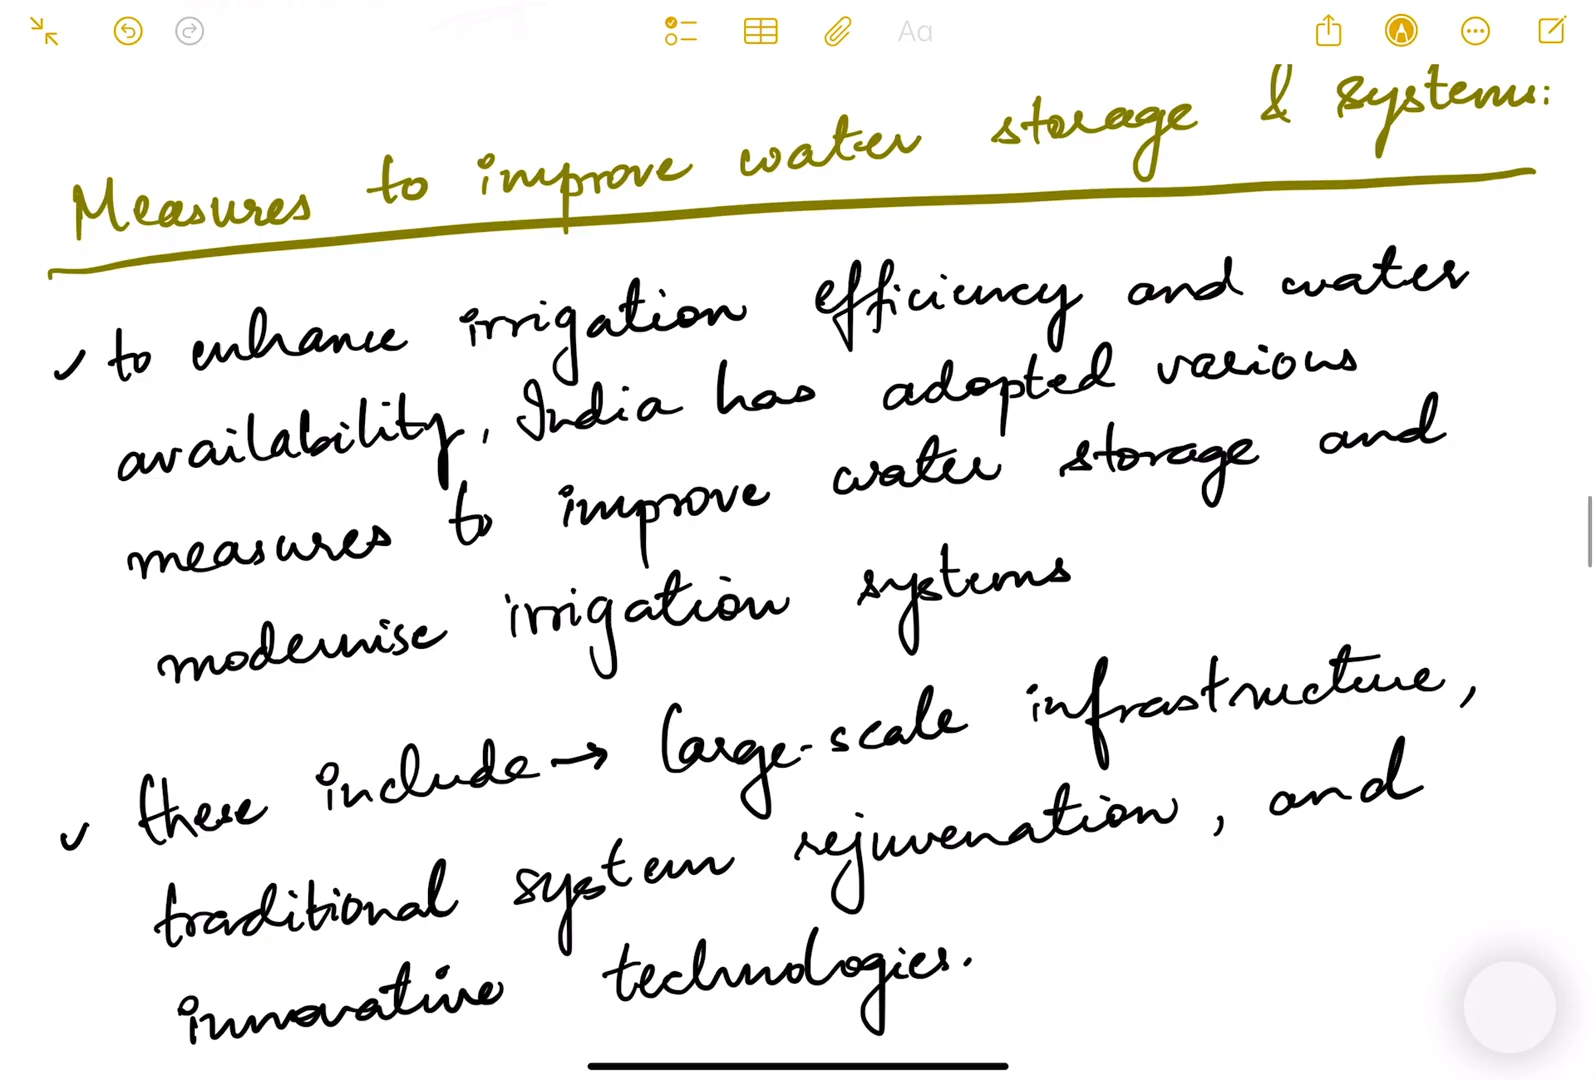 Aa
Measures to improve water storage & systems:
✓ to enhance irrigation efficiency and water
availability, India has adopted various
measures to improve water storage and
modernise irrigation systems
✓ these include → large-scale infrastructure,
traditional system rejuvenation, and
innovative technologies.